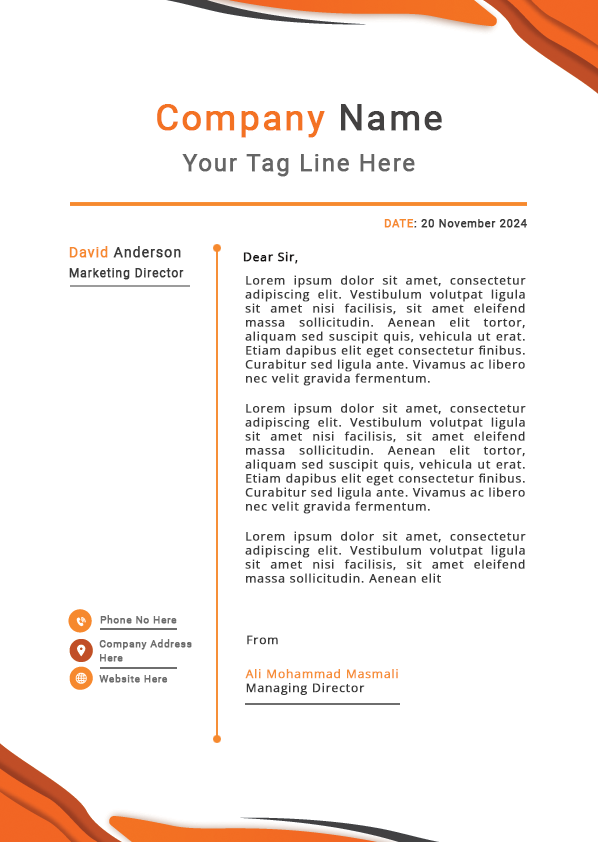 Company Name
Your Tag Line Here
DATE: 20 November 2024
David Anderson
Marketing Director
Dear Sir,
Lorem ipsum dolor sit amet, consectetur
adipiscing elit. Vestibulum volutpat ligula
sit amet nisi facilisis, sit amet eleifend
massa sollicitudin. Aenean elit tortor,
aliquam sed suscipit quis, vehicula ut erat.
Etiam dapibus elit eget consectetur finibus.
Curabitur sed ligula ante. Vivamus ac libero
nec velit gravida fermentum.
Lorem ipsum dolor sit amet, consectetur
adipiscing elit. Vestibulum volutpat ligula
sit amet nisi facilisis, sit amet eleifend
massa sollicitudin. Aenean elit tortor,
aliquam sed suscipit quis, vehicula ut erat.
Etiam dapibus elit eget consectetur finibus.
Curabitur sed ligula ante. Vivamus ac libero
nec velit gravida fermentum.
Lorem ipsum dolor sit amet, consectetur
adipiscing elit. Vestibulum volutpat ligula
sit amet nisi facilisis, sit amet eleifend
massa sollicitudin. Aenean elit
Phone No Here
Company Address
Here
Website Here
From
Ali Mohammad Masmali
Managing Director